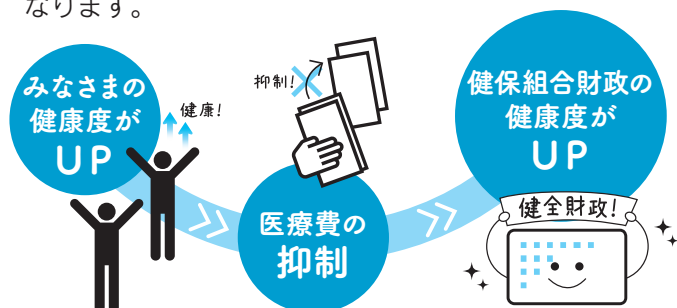 なります。
みなさまの
健康度が
UP
健康!
抑制!
医療費の
抑制
健保組合財政の
健康度が
UP
健全財政!